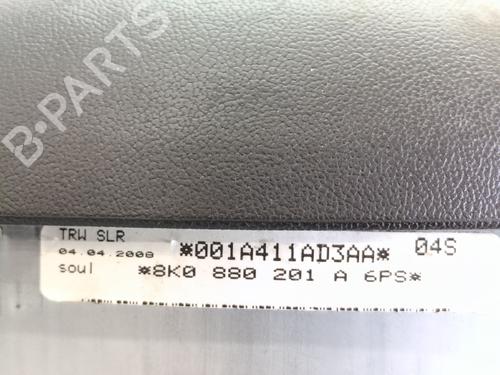 B-PARTS
TRW SLR
04.04.2008 *001A411AD3AA* 04S
soul *8K0 880 201 A 6PS*